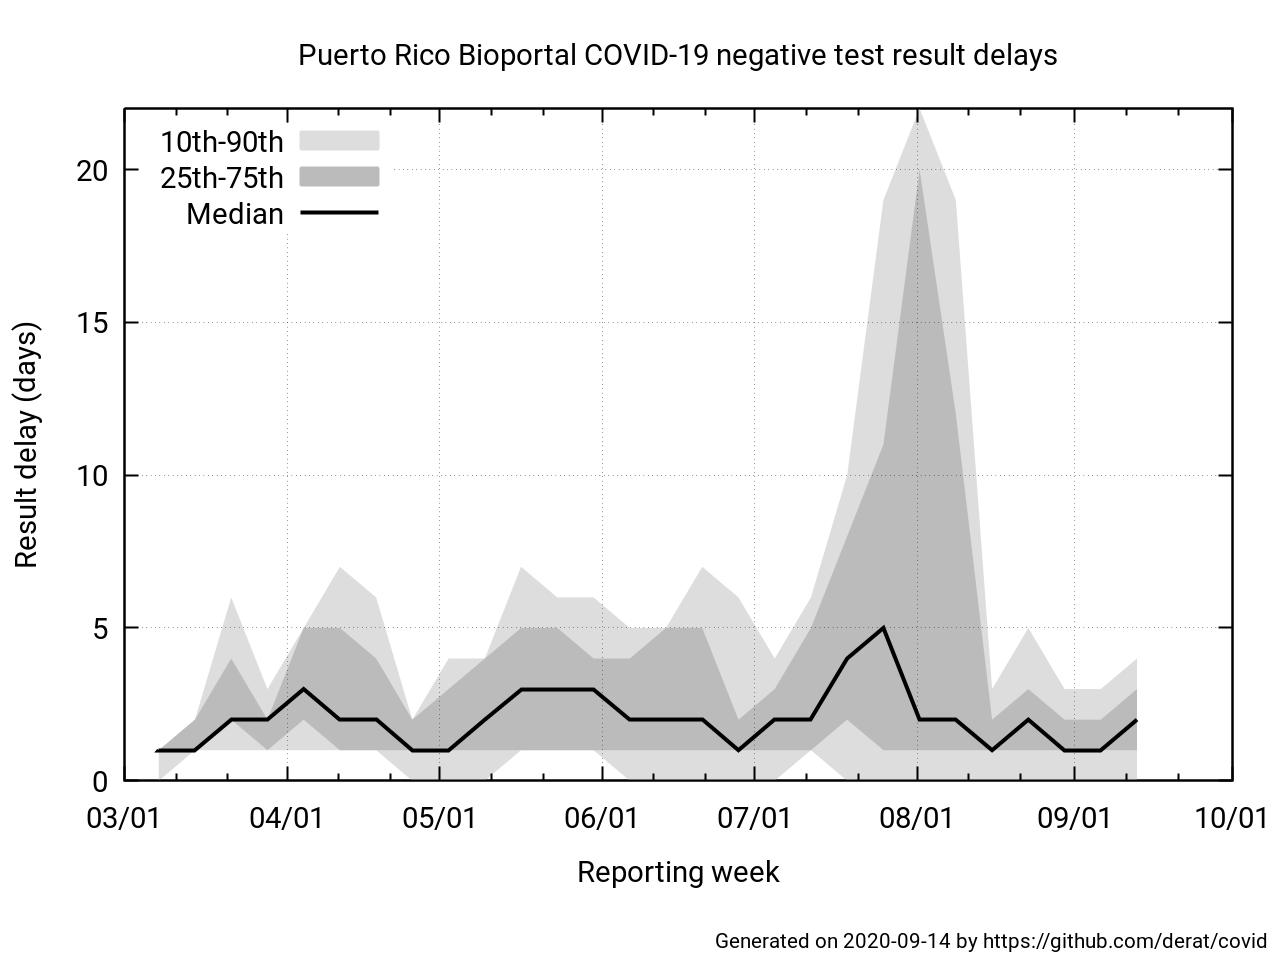 Puerto Rico Bioportal COVID-19 negative test result delays
10th-90th
25th-75th
Median
20
15
10
5
0
Result delay (days)
03/01 04/01 05/01 06/01 07/01 08/01 09/01 10/01
Reporting week
Generated on 2020-09-14 by https://github.com/derat/covid